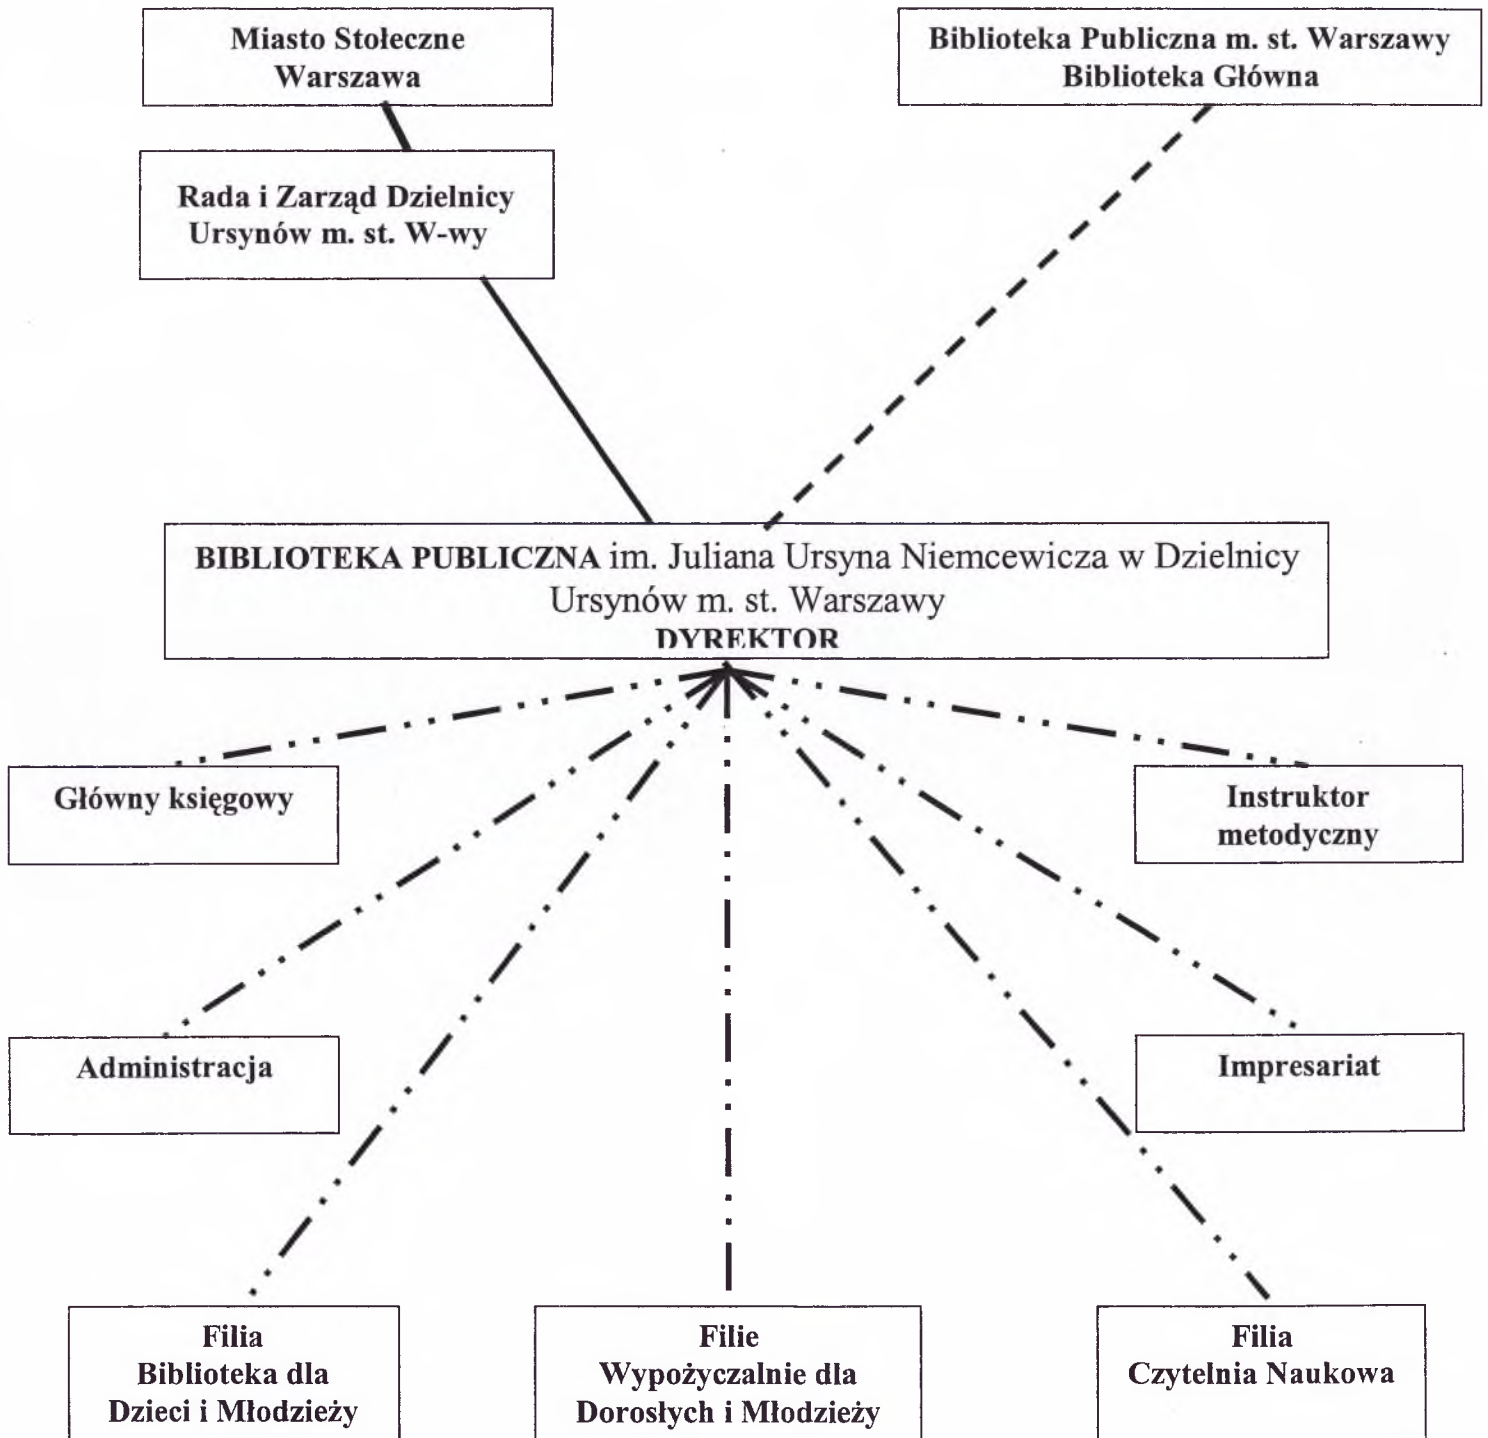 Miasto Stołeczne
Warszawa
Biblioteka Publiczna m. st. Warszawy
Biblioteka Główna
Rada i Zarząd Dzielnicy
Ursynów m. st. W-wy
BIBLIOTEKA PUBLICZNA im. Juliana Ursyna Niemcewicza w Dzielnicy
Ursynów m. st. Warszawy
DYREKTOR
Główny księgowy
Instruktor
metodyczny
Administracja
Impresariat
Filia
Biblioteka dla
Dzieci i Młodzieży
Filie
Wypożyczalnie dla
Dorosłych i Młodzieży
Filia
Czytelnia Naukowa